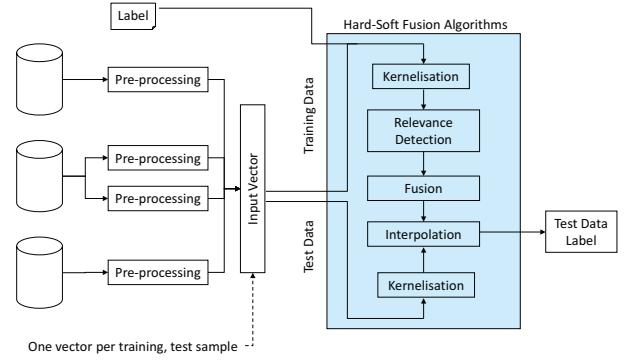 Label
Hard-Soft Fusion Algorithms
Pre-processing
Pre-processing
Pre-processing
Pre-processing
Input Vector
Training Data
Test Data
Kernelisation
Relevance
Detection
Fusion
Interpolation
Kernelisation
Test Data
Label
One vector per training, test sample